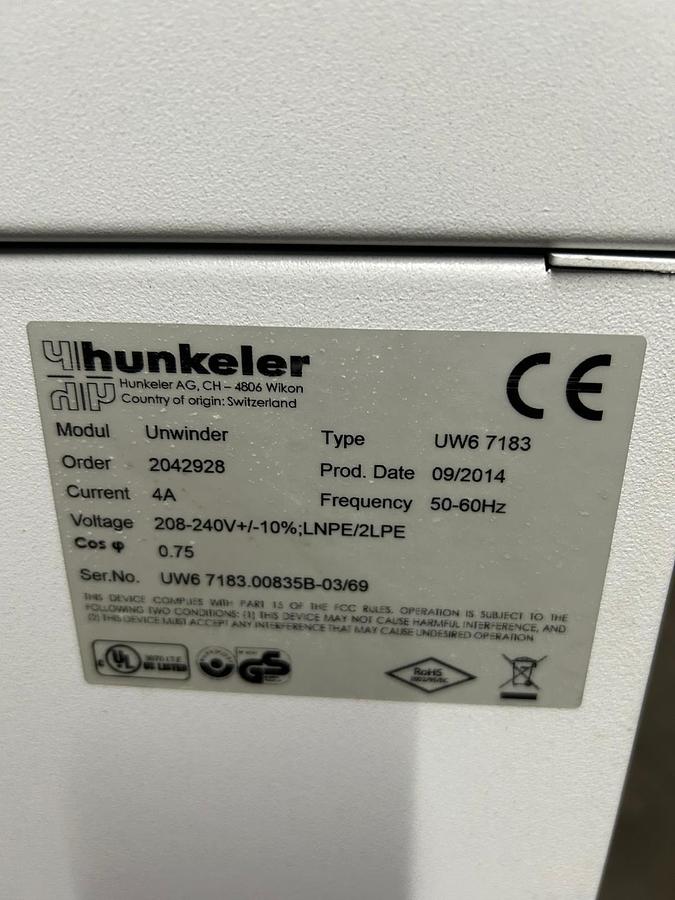 hunkeler
Hunkeler AG, CH – 4806 Wikon
Country of origin: Switzerland
CE
Modul Unwinder Type UW6 7183
Order 2042928 Prod. Date 09/2014
Current 4A Frequency 50-60Hz
Voltage 208-240V+/-10%;LNPE/2LPE
Cos φ 0.75
Ser.No. UW6 7183.00835B-03/69
THIS DEVICE COMPLIES WITH PART 15 OF THE FCC RULES. OPERATION IS SUBJECT TO THE
FOLLOWING TWO CONDITIONS: (1) THIS DEVICE MAY NOT CAUSE HARMFUL INTERFERENCE, AND
(2) THIS DEVICE MUST ACCEPT ANY INTERFERENCE THAT MAY CAUSE UNDESIRED OPERATION
c UL I.T.E. US LISTED GS
RoHS